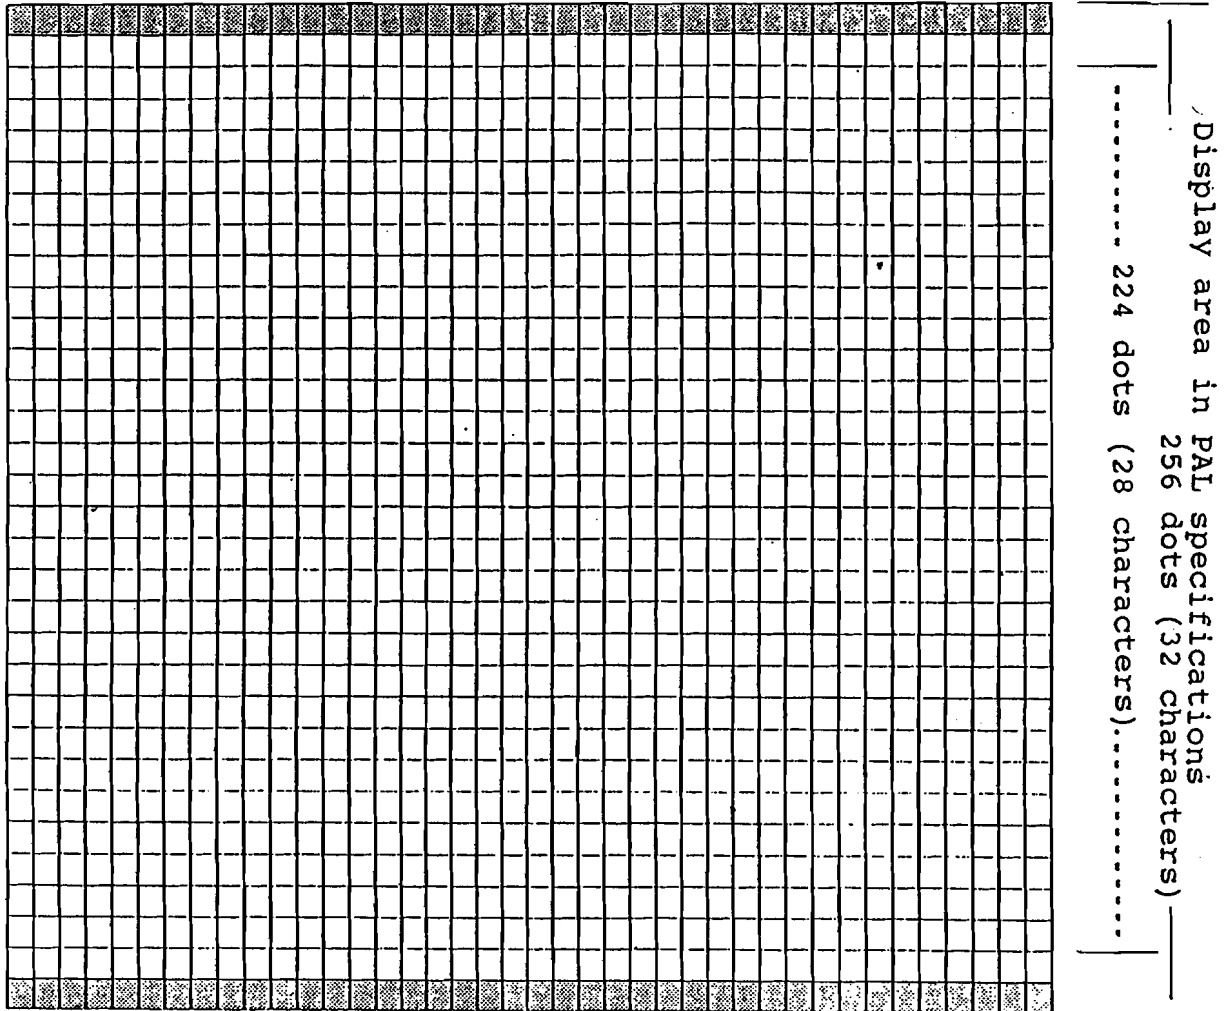 Display area in PAL specifications
256 dots (32 characters)
224 dots (28 characters)